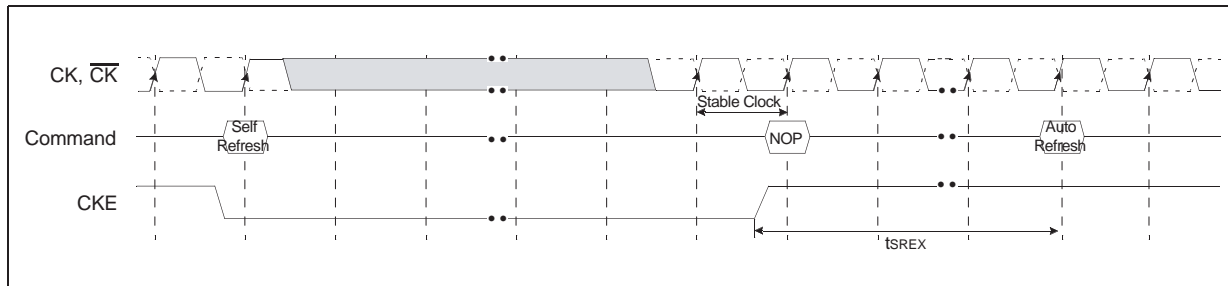 CK, CK
Stable Clock
Command
Self
Refresh
NOP
Auto
Refresh
CKE
tSREX